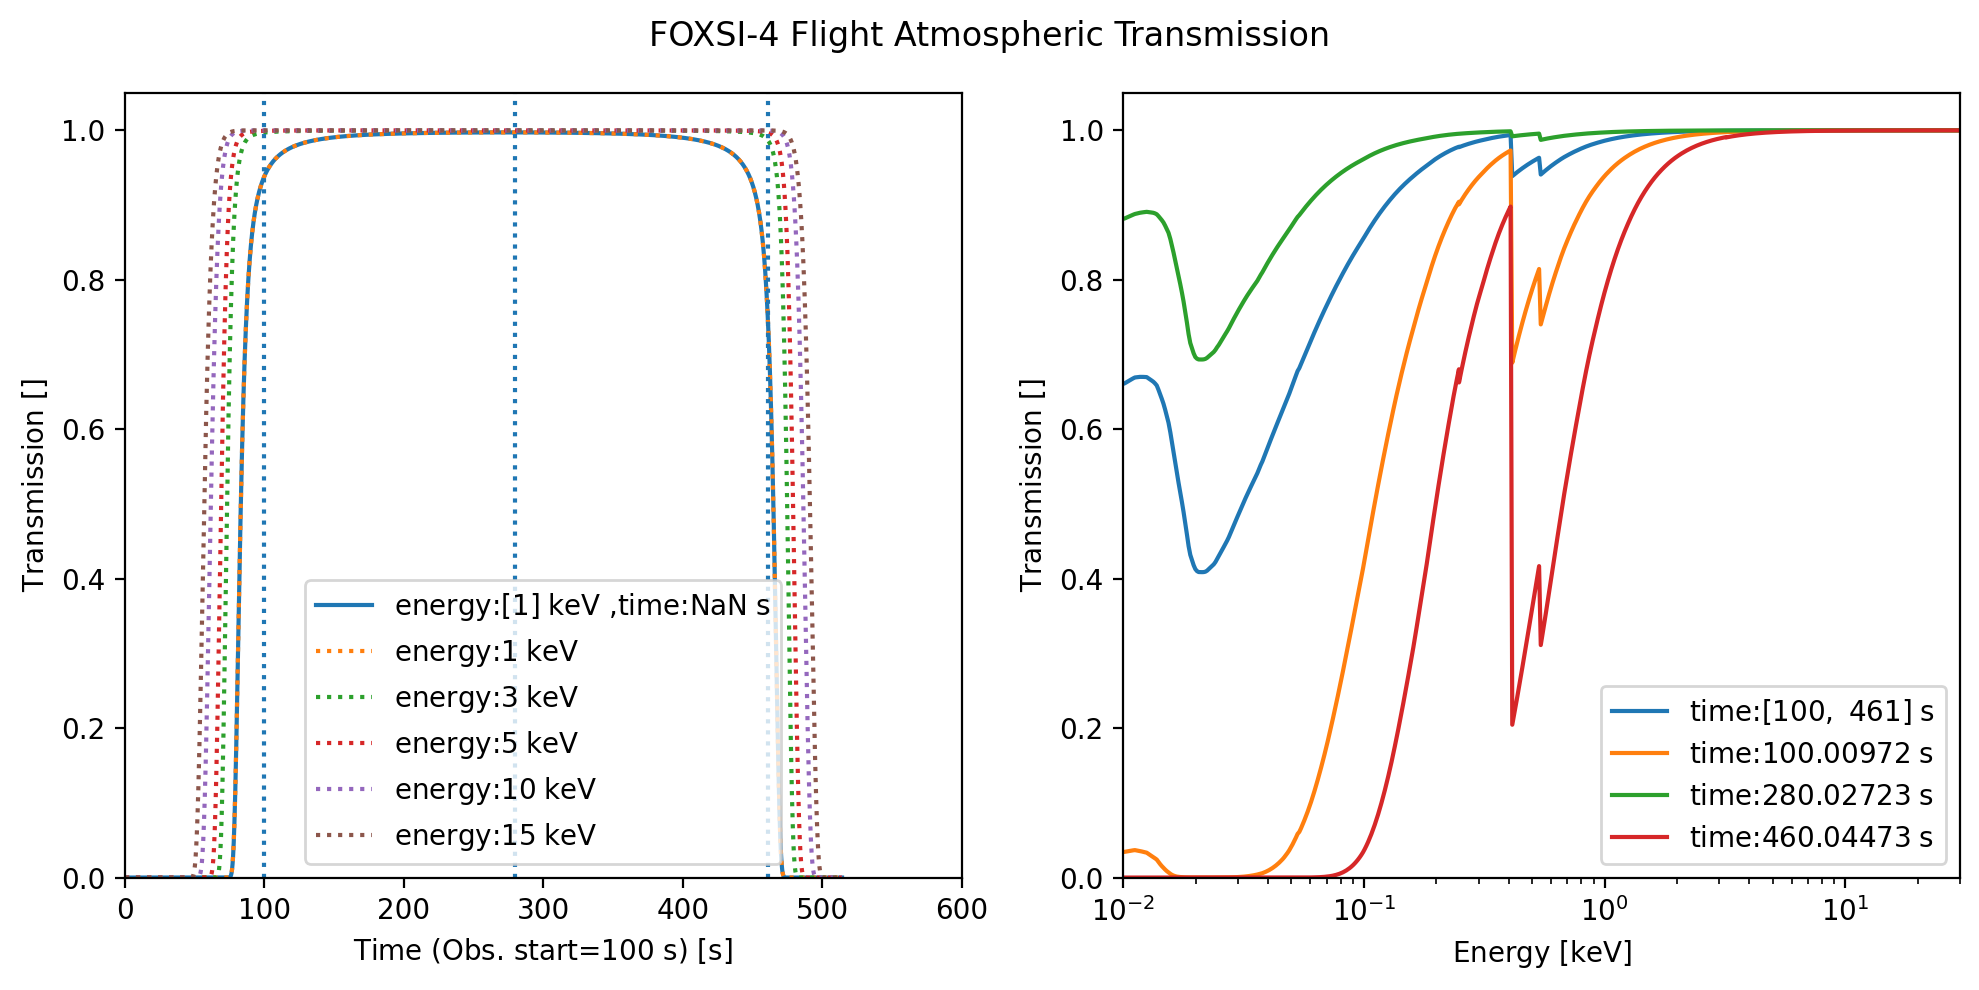 FOXSI-4 Flight Atmospheric Transmission
Transmission []
1.0
0.8
0.6
0.4
0.2
0.0
energy:[1] keV ,time:NaN s
energy:1 keV
energy:3 keV
energy:5 keV
energy:10 keV
energy:15 keV
0 100 200 300 400 500 600
Time (Obs. start=100 s) [s]
Transmission []
1.0
0.8
0.6
0.4
0.2
0.0
time:[100, 461] s
time:100.00972 s
time:280.02723 s
time:460.04473 s
10⁻² 10⁻¹ 10⁰ 10¹
Energy [keV]